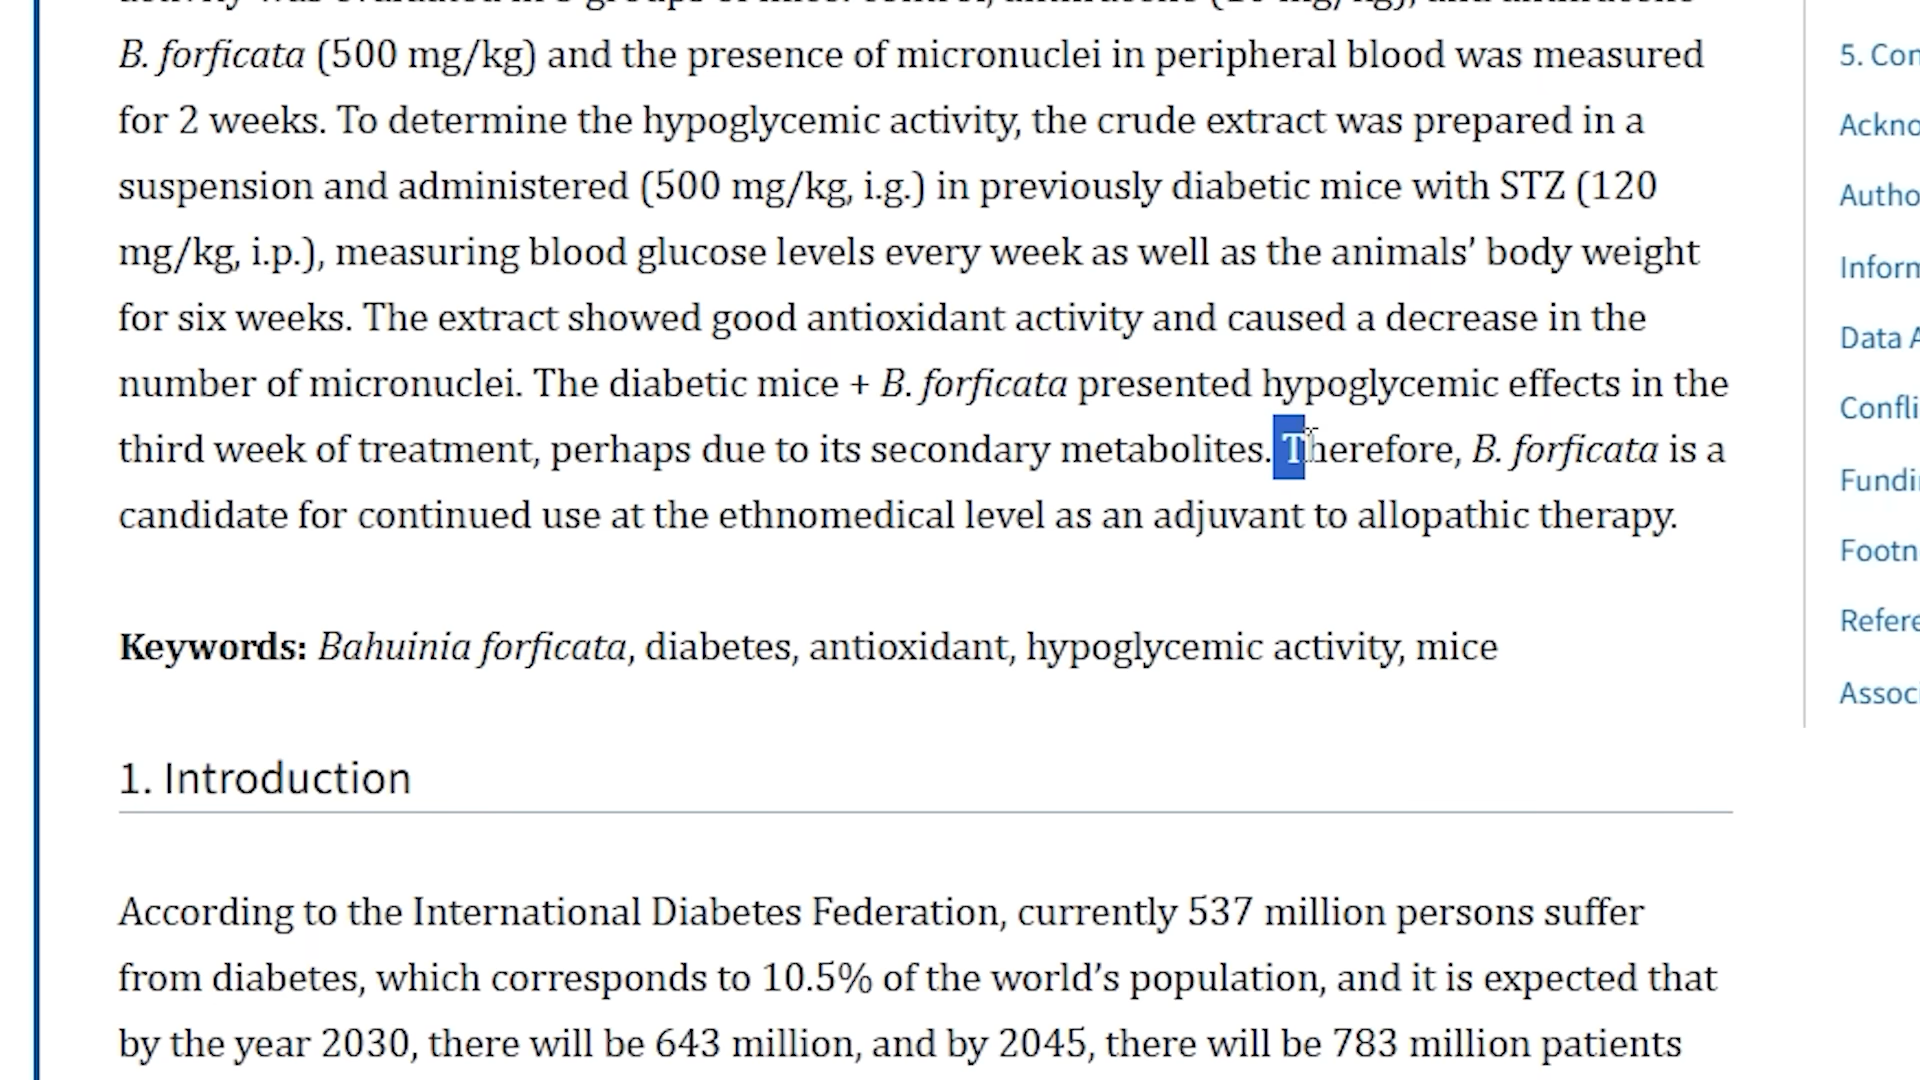 B. forficata (500 mg/kg) and the presence of micronuclei in peripheral blood was measured
for 2 weeks. To determine the hypoglycemic activity, the crude extract was prepared in a
suspension and administered (500 mg/kg, i.g.) in previously diabetic mice with STZ (120
mg/kg, i.p.), measuring blood glucose levels every week as well as the animals’ body weight
for six weeks. The extract showed good antioxidant activity and caused a decrease in the
number of micronuclei. The diabetic mice + B. forficata presented hypoglycemic effects in the
third week of treatment, perhaps due to its secondary metabolites. Therefore, B. forficata is a
candidate for continued use at the ethnomedical level as an adjuvant to allopathic therapy.
Keywords: Bahuinia forficata, diabetes, antioxidant, hypoglycemic activity, mice
1. Introduction
According to the International Diabetes Federation, currently 537 million persons suffer
from diabetes, which corresponds to 10.5% of the world’s population, and it is expected that
by the year 2030, there will be 643 million, and by 2045, there will be 783 million patients
5. Con
Ackno
Autho
Inform
Data A
Confli
Fundi
Footn
Refere
Associ